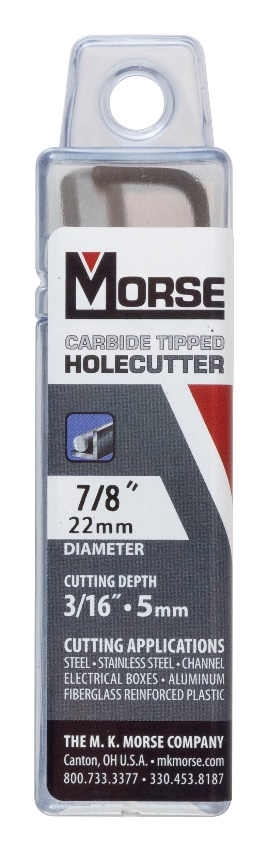 MORSE
CARBIDE TIPPED
HOLECUTTER
7/8"
22mm
DIAMETER
CUTTING DEPTH
3/16" • 5mm
CUTTING APPLICATIONS
STEEL • STAINLESS STEEL • CHANNEL
ELECTRICAL BOXES • ALUMINUM
FIBERGLASS REINFORCED PLASTIC
THE M. K. MORSE COMPANY
Canton, OH U.S.A. • mkmorse.com
800.733.3377 • 330.453.8187